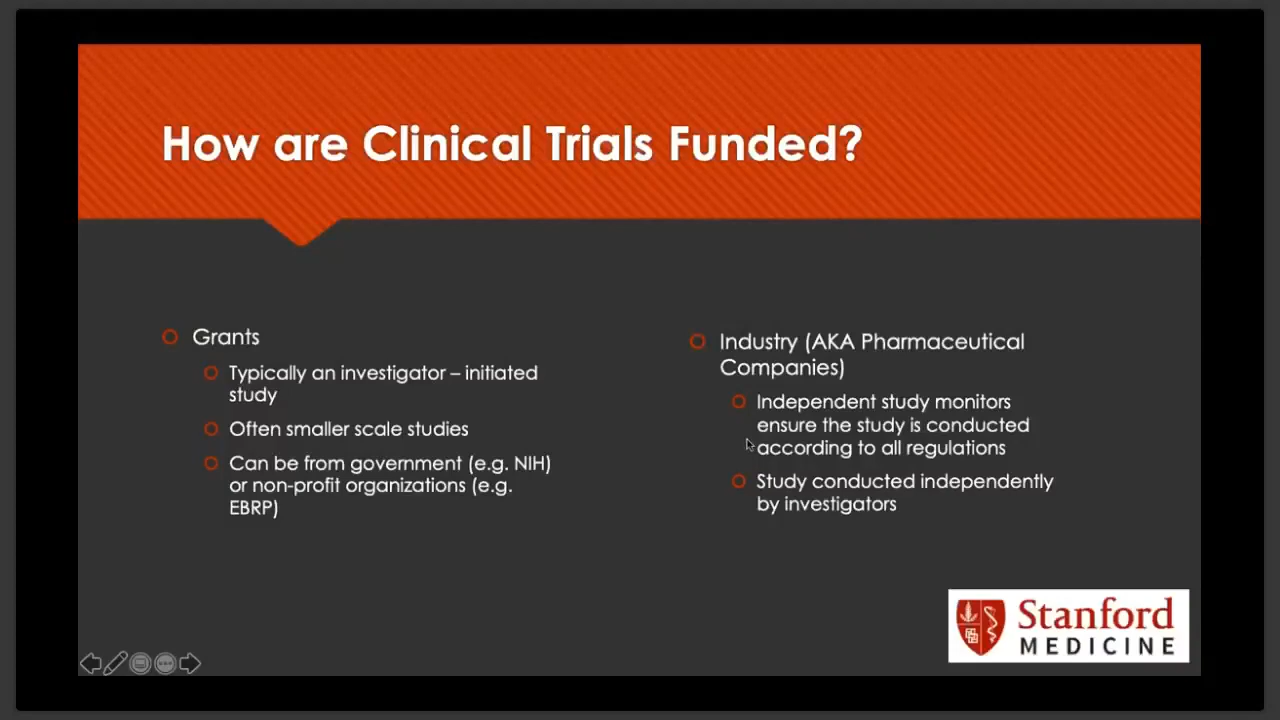 How are Clinical Trials Funded?
Grants
Typically an investigator – initiated
study
Often smaller scale studies
Can be from government (e.g. NIH)
or non-profit organizations (e.g.
EBRP)
Industry (AKA Pharmaceutical
Companies)
Independent study monitors
ensure the study is conducted
according to all regulations
Study conducted independently
by investigators
Stanford
MEDICINE